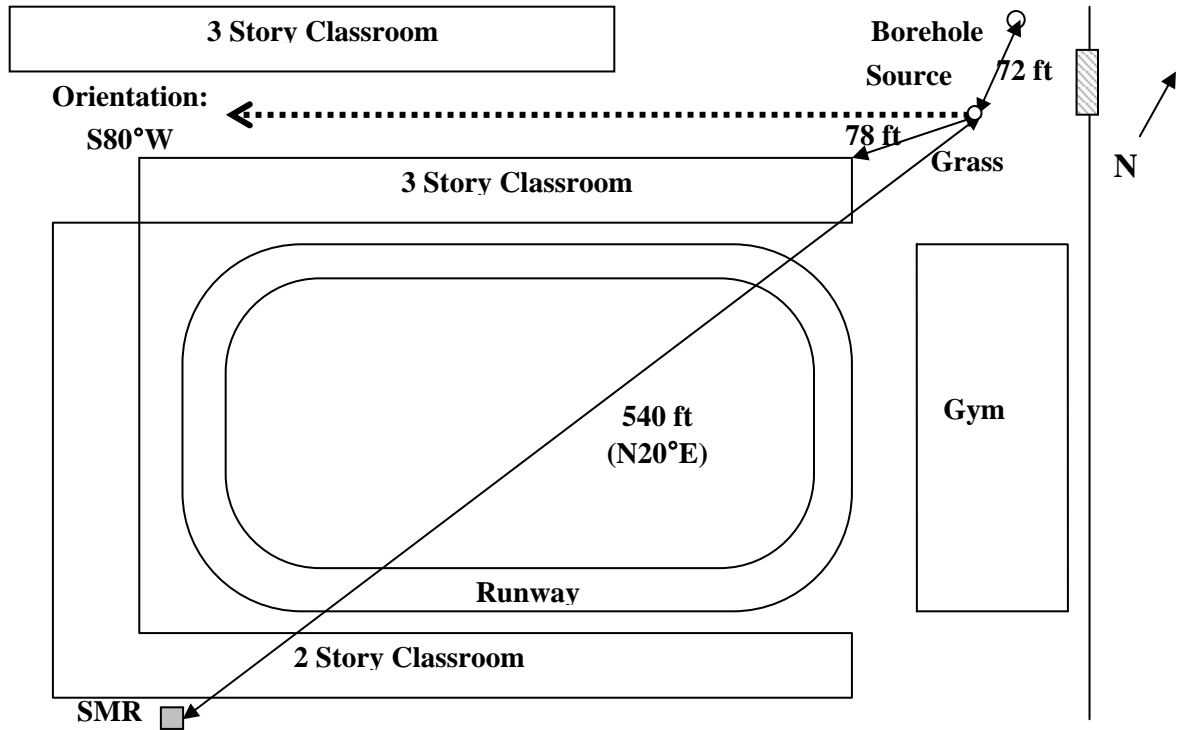 3 Story Classroom
Borehole
Source
72 ft
Orientation:
S80°W
78 ft
Grass
N
3 Story Classroom
540 ft
(N20°E)
Gym
Runway
2 Story Classroom
SMR